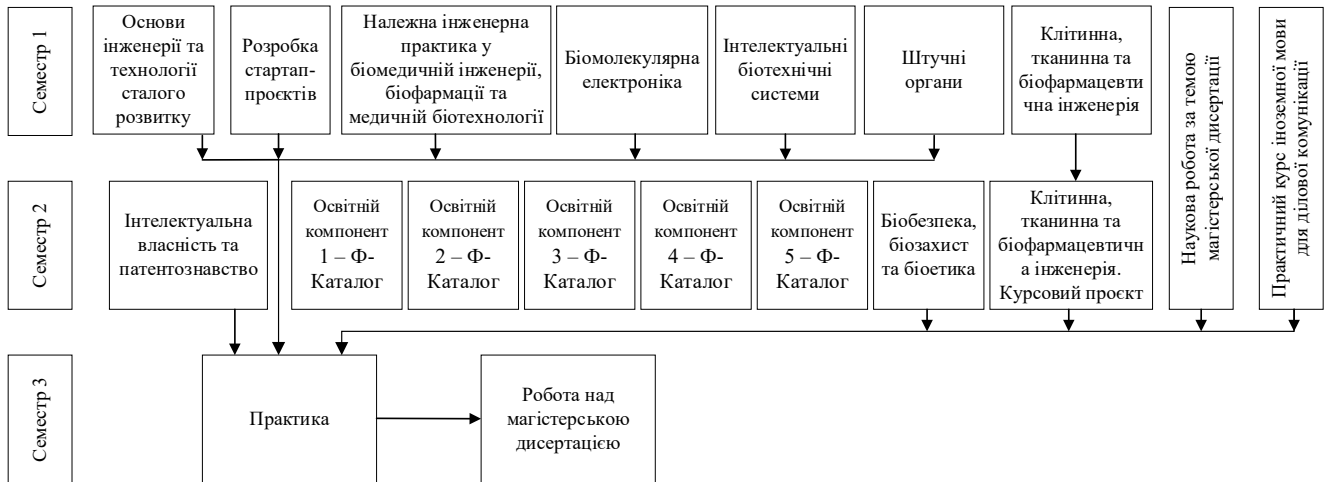 Семестр 1
Основи
інженерії та
технології
сталого
розвитку
Розробка
стартап-
проєктів
Належна інженерна
практика у
біомедичній інженерії,
біофармації та
медичній біотехнології
Біомолекулярна
електроніка
Інтелектуальні
біотехнічні
системи
Штучні
органи
Клітинна,
тканинна та
біофармацевти
чна інженерія
Наукова робота за темою
магістерської дисертації
Практичний курс іноземної мови
для ділової комунікації
Семестр 2
Інтелектуальна
власність та
патентознавство
Освітній
компонент
1 – Ф-
Каталог
Освітній
компонент
2 – Ф-
Каталог
Освітній
компонент
3 – Ф-
Каталог
Освітній
компонент
4 – Ф-
Каталог
Освітній
компонент
5 – Ф-
Каталог
Біобезпека,
біозахист
та біоетика
Клітинна,
тканинна та
біофармацевтичн
а інженерія.
Курсовий проєкт
Семестр 3
Практика
Робота над
магістерською
дисертацією